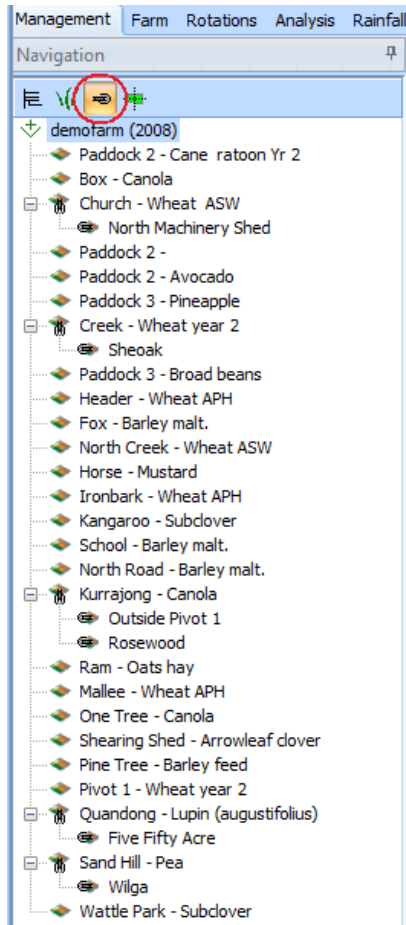 Management Farm Rotations Analysis Rainfall
Navigation
demofarm (2008)
Paddock 2 - Cane ratoon Yr 2
Box - Canola
Church - Wheat ASW
North Machinery Shed
Paddock 2 -
Paddock 2 - Avocado
Paddock 3 - Pineapple
Creek - Wheat year 2
Sheoak
Paddock 3 - Broad beans
Header - Wheat APH
Fox - Barley malt.
North Creek - Wheat ASW
Horse - Mustard
Ironbark - Wheat APH
Kangaroo - Subclover
School - Barley malt.
North Road - Barley malt.
Kurrajong - Canola
Outside Pivot 1
Rosewood
Ram - Oats hay
Mallee - Wheat APH
One Tree - Canola
Shearing Shed - Arrowleaf clover
Pine Tree - Barley feed
Pivot 1 - Wheat year 2
Quandong - Lupin (augustifolius)
Five Fifty Acre
Sand Hill - Pea
Wilga
Wattle Park - Subclover